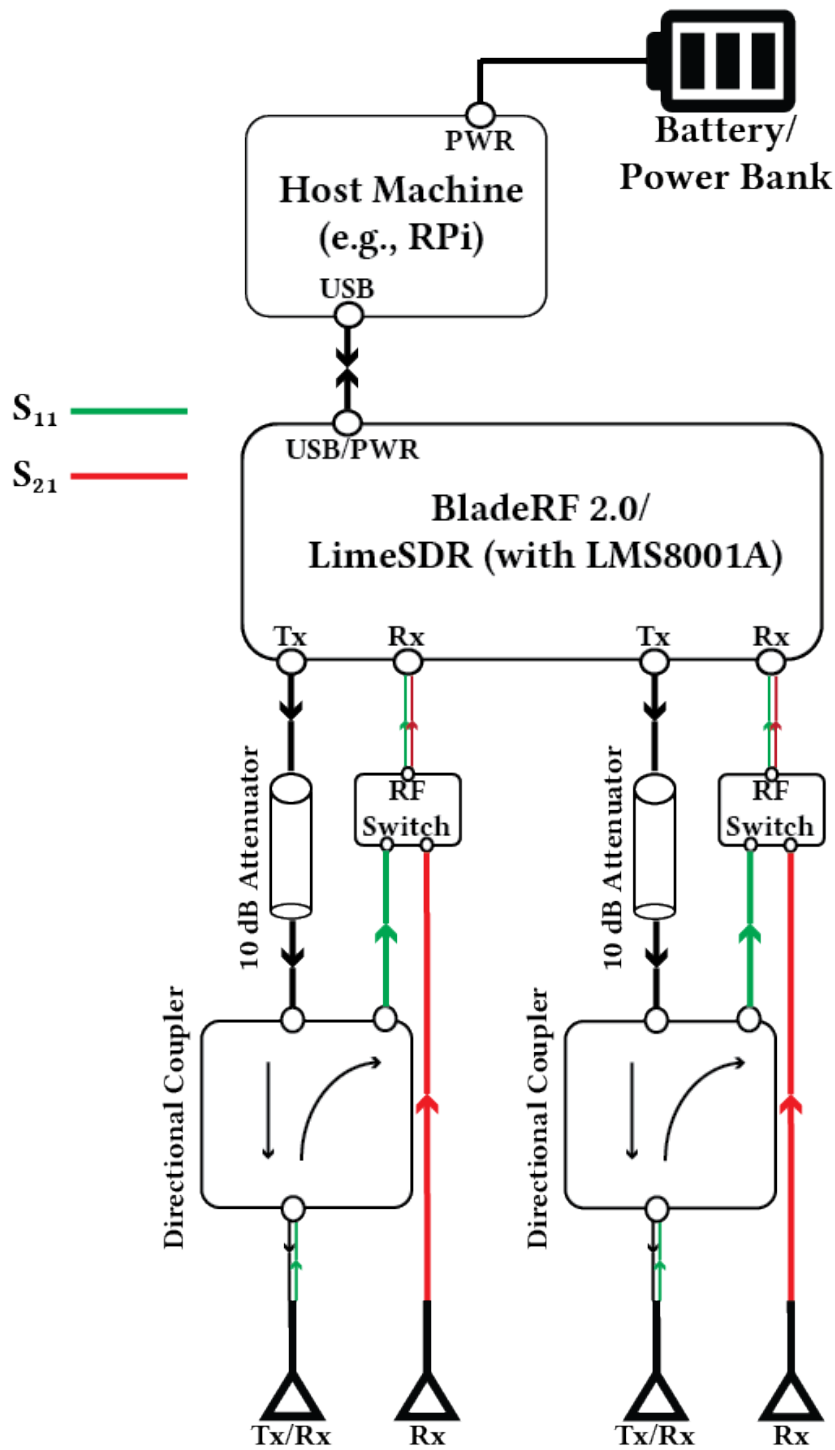 PWR
Battery/
Power Bank
Host Machine
(e.g., RPi)
USB
S₁₁
S₂₁
USB/PWR
BladeRF 2.0/
LimeSDR (with LMS8001A)
Tx
Rx
Tx
Rx
10 dB Attenuator
RF
Switch
10 dB Attenuator
RF
Switch
Directional Coupler
Directional Coupler
Tx/Rx
Rx
Tx/Rx
Rx